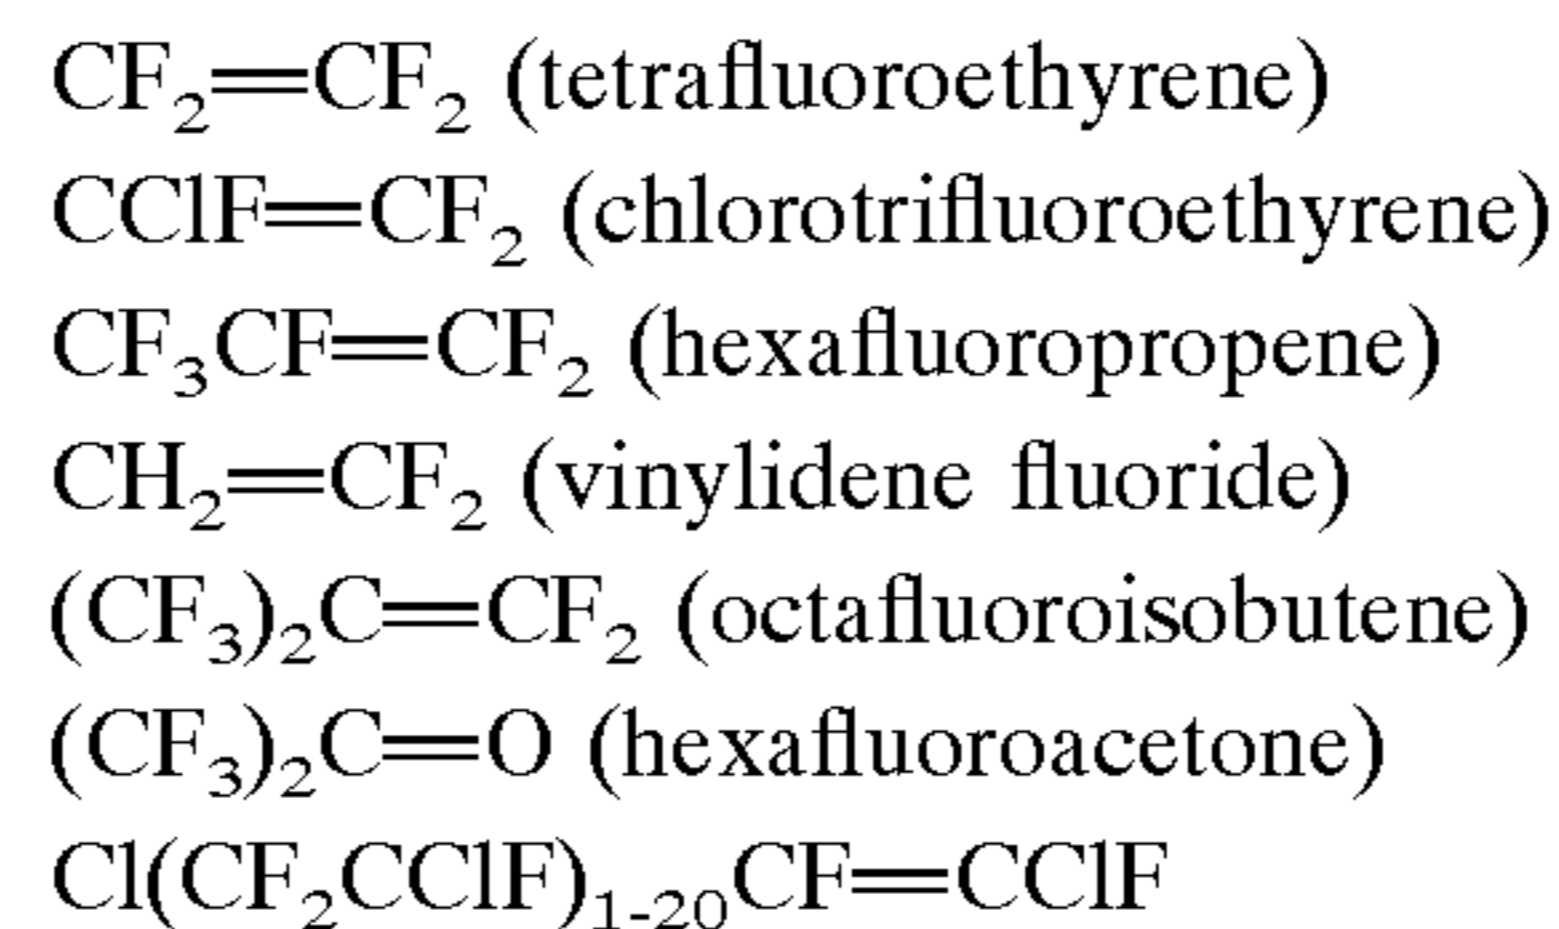 CF₂=CF₂ (tetrafluoroethyrene)
CClF=CF₂ (chlorotrifluoroethyrene)
CF₃CF=CF₂ (hexafluoropropene)
CH₂=CF₂ (vinylidene fluoride)
(CF₃)₂C=CF₂ (octafluoroisobutene)
(CF₃)₂C=O (hexafluoroacetone)
Cl(CF₂CClF)₁₋₂₀CF=CClF